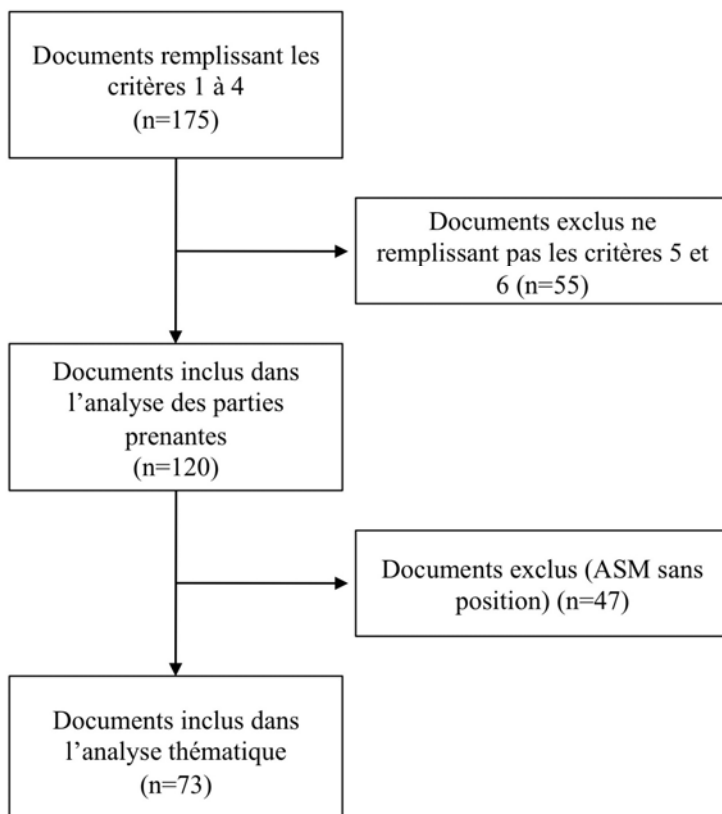 Documents remplissant les
critères 1 à 4
(n=175)
Documents exclus ne
remplissant pas les critères 5 et
6 (n=55)
Documents inclus dans
l’analyse des parties
prenantes
(n=120)
Documents exclus (ASM sans
position) (n=47)
Documents inclus dans
l’analyse thématique
(n=73)